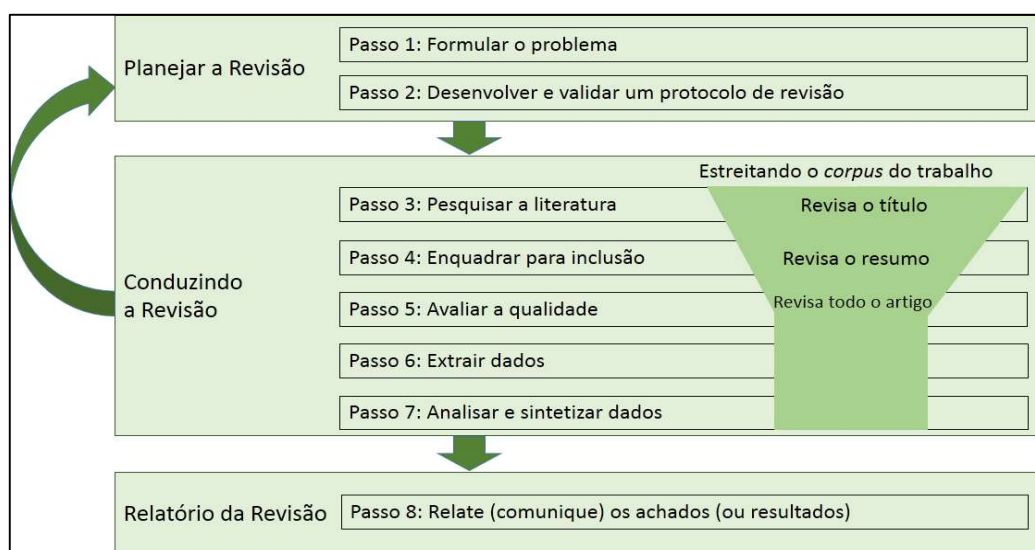 Planejar a Revisão
Passo 1: Formular o problema
Passo 2: Desenvolver e validar um protocolo de revisão
Estreitando o corpus do trabalho
Conduzindo
a Revisão
Passo 3: Pesquisar a literatura
Revisa o título
Passo 4: Enquadrar para inclusão
Revisa o resumo
Passo 5: Avaliar a qualidade
Revisa todo o artigo
Passo 6: Extrair dados
Passo 7: Analisar e sintetizar dados
Relatório da Revisão
Passo 8: Relate (comunique) os achados (ou resultados)